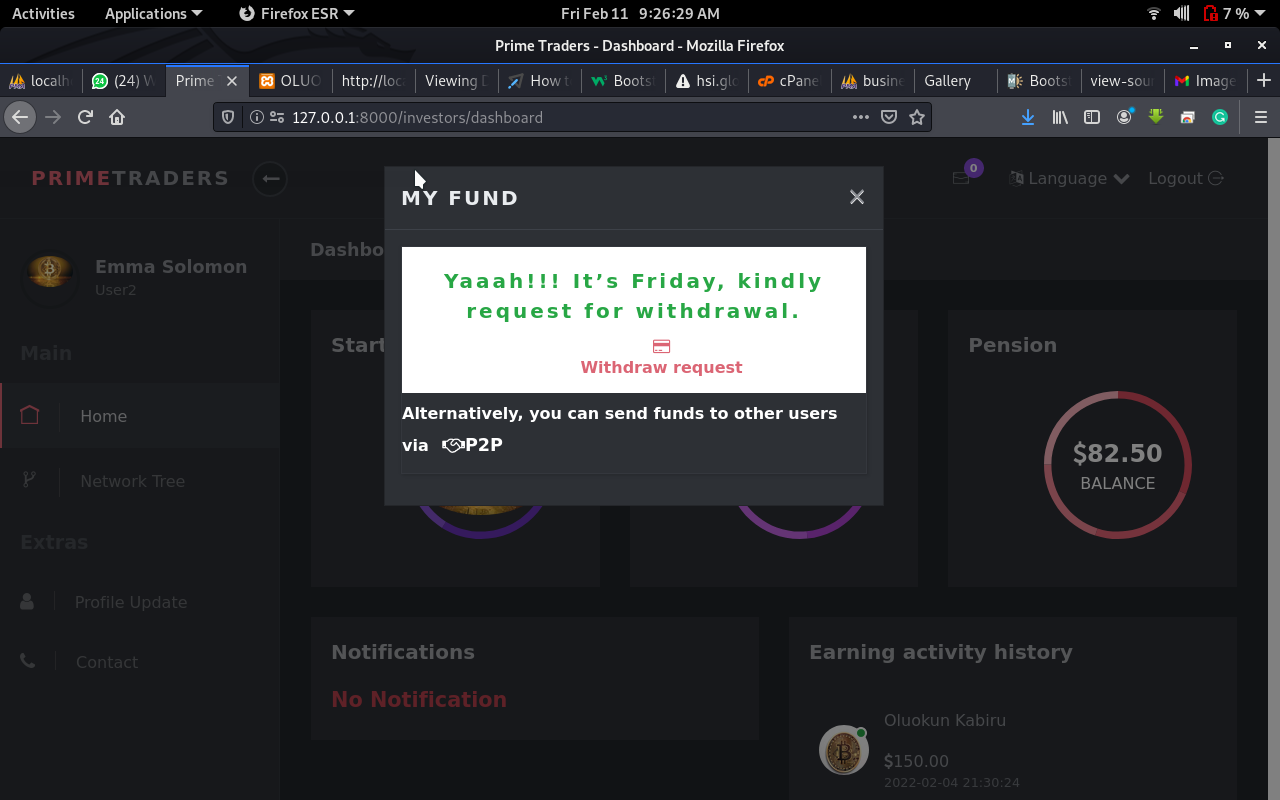 Activities Applications Firefox ESR Fri Feb 11 9:26:29 AM 7 %
Prime Traders - Dashboard - Mozilla Firefox
localh (24) W Prime OLUO http://loca Viewing How t Bootst hsi.glo cPane busine Gallery Bootst view-sour Image
127.0.0.1:8000/investors/dashboard
PRIMETRADERS
0
Language
Logout
MY FUND
Emma Solomon
User2
Dashbo
Yaaah!!! It’s Friday, kindly
request for withdrawal.
Withdraw request
Alternatively, you can send funds to other users
via P2P
Main
Home
Network Tree
Extras
Profile Update
Contact
Start
Pension
$82.50
BALANCE
Notifications
No Notification
Earning activity history
Oluokun Kabiru
$150.00
2022-02-04 21:30:24